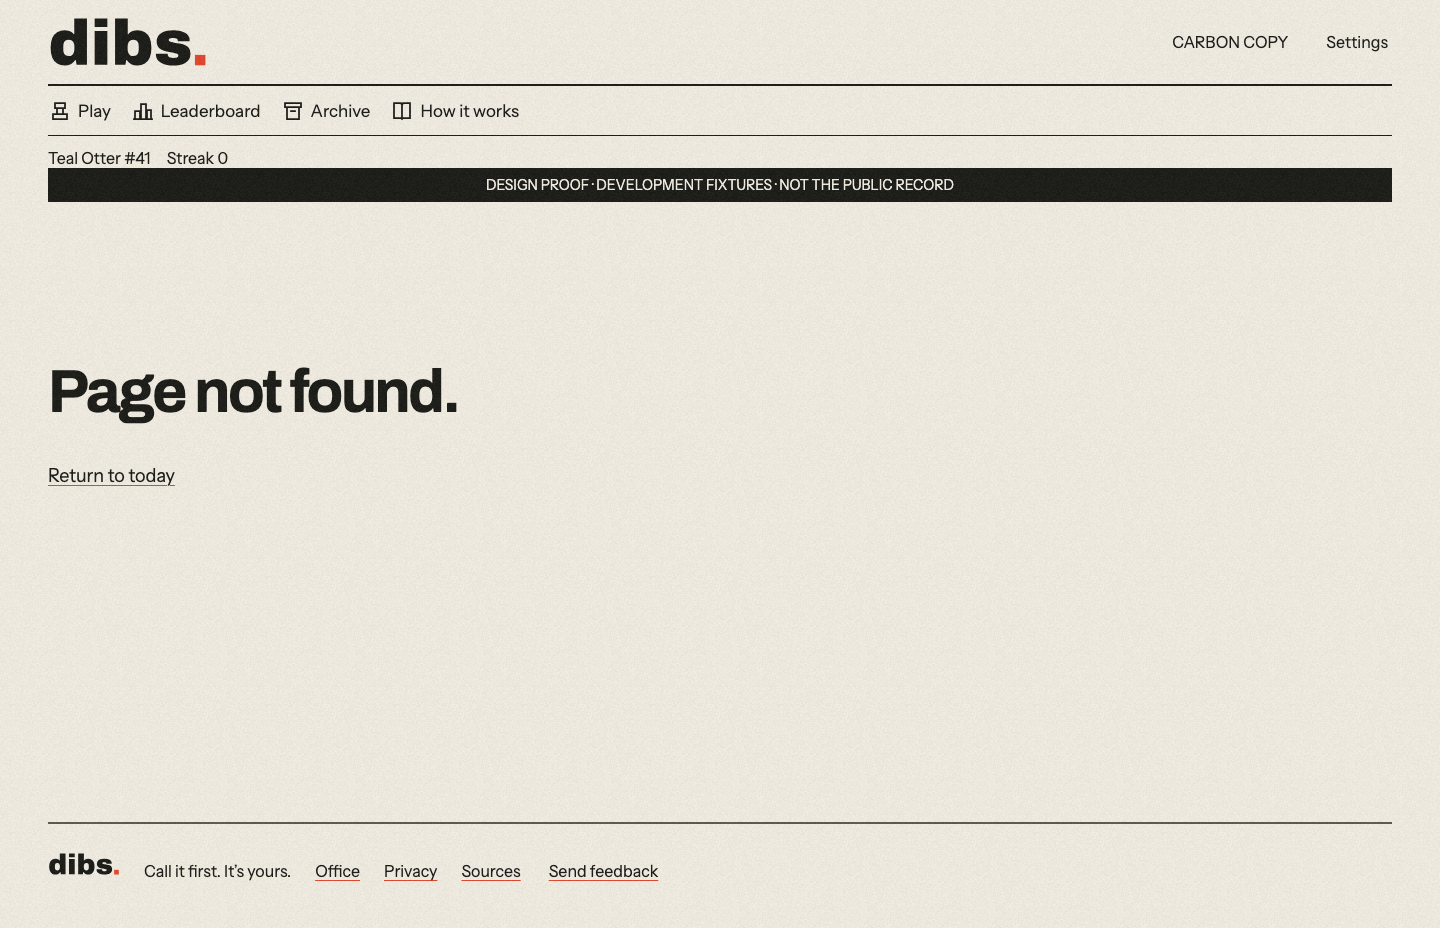 dibs.
CARBON COPY Settings
Play Leaderboard Archive How it works
Teal Otter #41 Streak 0
DESIGN PROOF · DEVELOPMENT FIXTURES · NOT THE PUBLIC RECORD
Page not found.
Return to today
dibs. Call it first. It’s yours. Office Privacy Sources Send feedback